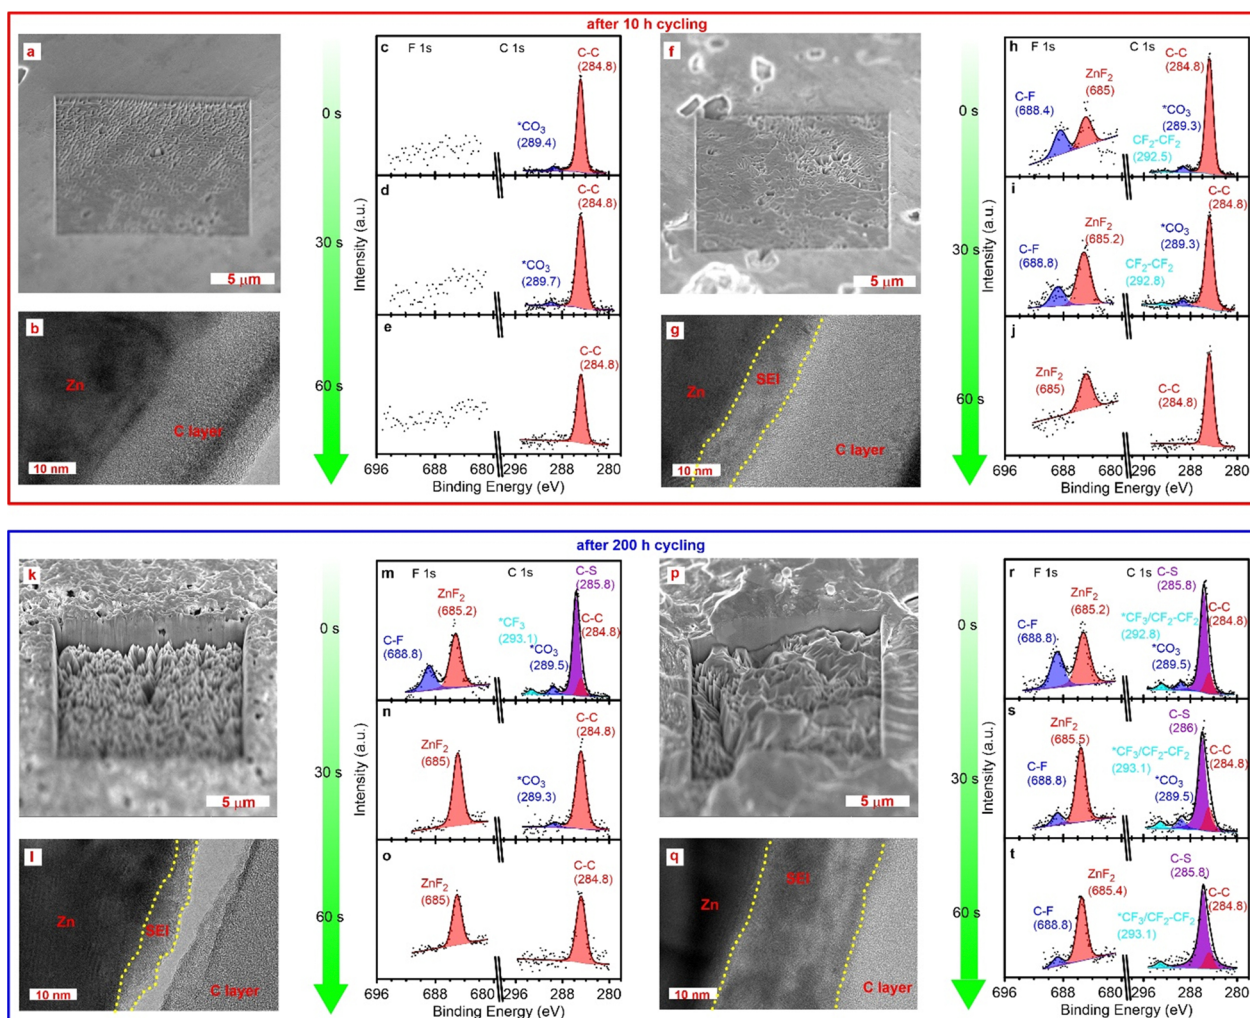 after 10 h cycling
a
5 μm
b
Zn
C layer
10 nm
0 s
30 s
60 s
Intensity (a.u.)
c
F 1s
C 1s
C-C
(284.8)
*CO3
(289.4)
d
C-C
(284.8)
*CO3
(289.7)
e
C-C
(284.8)
696
688
680
294
288
280
Binding Energy (eV)
f
5 μm
g
Zn
SEI
C layer
10 nm
0 s
30 s
60 s
Intensity (a.u.)
h
F 1s
C 1s
C-F
(688.4)
ZnF2
(685)
C-C
(284.8)
*CO3
(289.3)
CF2-CF2
(292.5)
i
C-F
(688.8)
ZnF2
(685.2)
C-C
(284.8)
*CO3
(289.3)
CF2-CF2
(292.8)
j
ZnF2
(685)
C-C
(284.8)
696
688
680
296
288
280
Binding Energy (eV)
after 200 h cycling
k
5 μm
l
Zn
SEI
C layer
10 nm
0 s
30 s
60 s
Intensity (a.u.)
m
F 1s
C 1s
C-F
(688.8)
ZnF2
(685.2)
*CF3
(293.1)
*CO3
(289.5)
C-S
(285.8)
C-C
(284.8)
n
ZnF2
(685)
*CO3
(289.3)
C-C
(284.8)
o
ZnF2
(685)
C-C
(284.8)
696
688
680
296
288
280
Binding Energy (eV)
p
5 μm
q
Zn
SEI
C layer
10 nm
0 s
30 s
60 s
Intensity (a.u.)
r
F 1s
C 1s
C-F
(688.8)
ZnF2
(685.2)
*CF3/CF2-CF2
(292.8)
*CO3
(289.5)
C-S
(285.8)
C-C
(284.8)
s
C-F
(688.8)
ZnF2
(685.5)
*CF3/CF2-CF2
(293.1)
*CO3
(289.5)
C-S
(286)
C-C
(284.8)
t
C-F
(688.8)
ZnF2
(685.4)
*CF3/CF2-CF2
(293.1)
C-S
(285.8)
C-C
(284.8)
696
688
680
296
288
280
Binding Energy (eV)